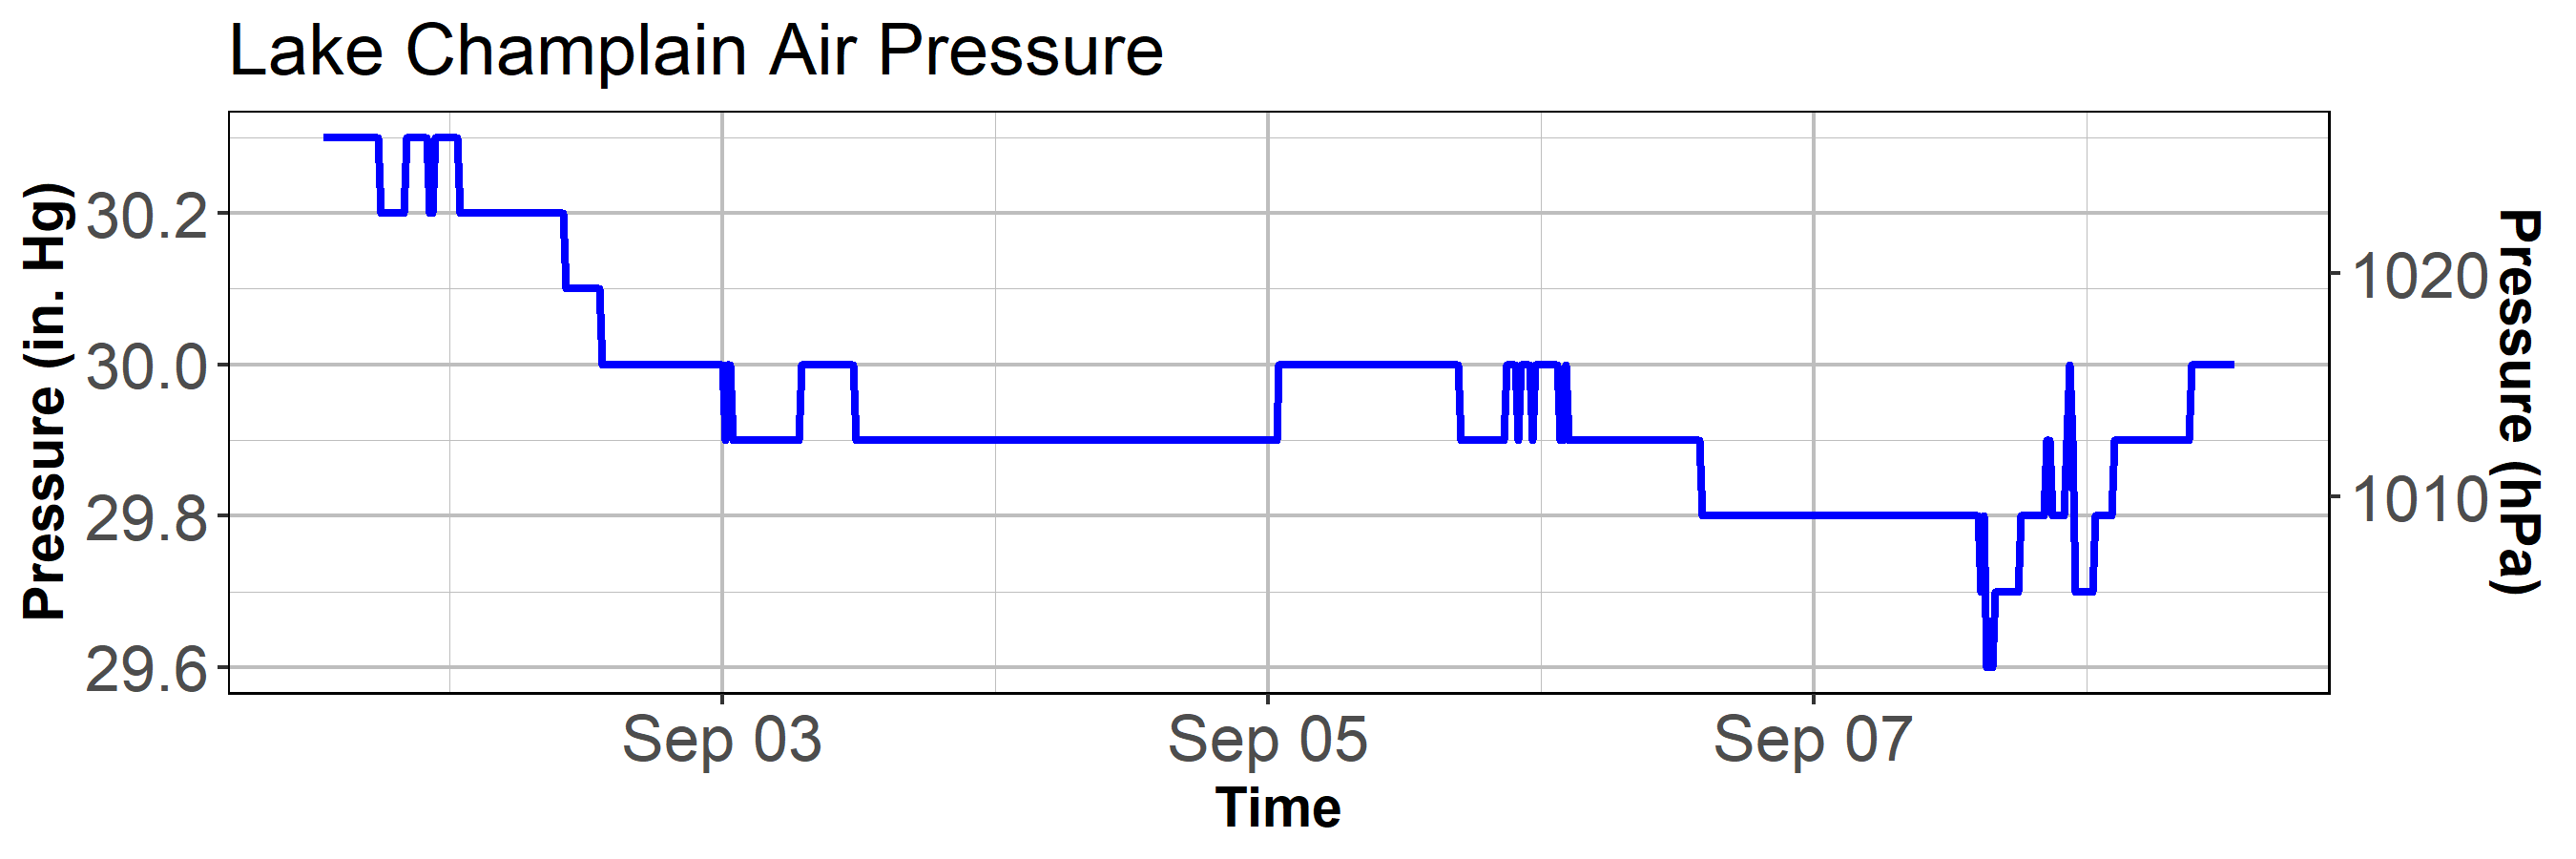 Lake Champlain Air Pressure
Pressure (in. Hg)
30.2
30.0
29.8
29.6
1020
1010
Pressure (hPa)
Sep 03
Sep 05
Sep 07
Time